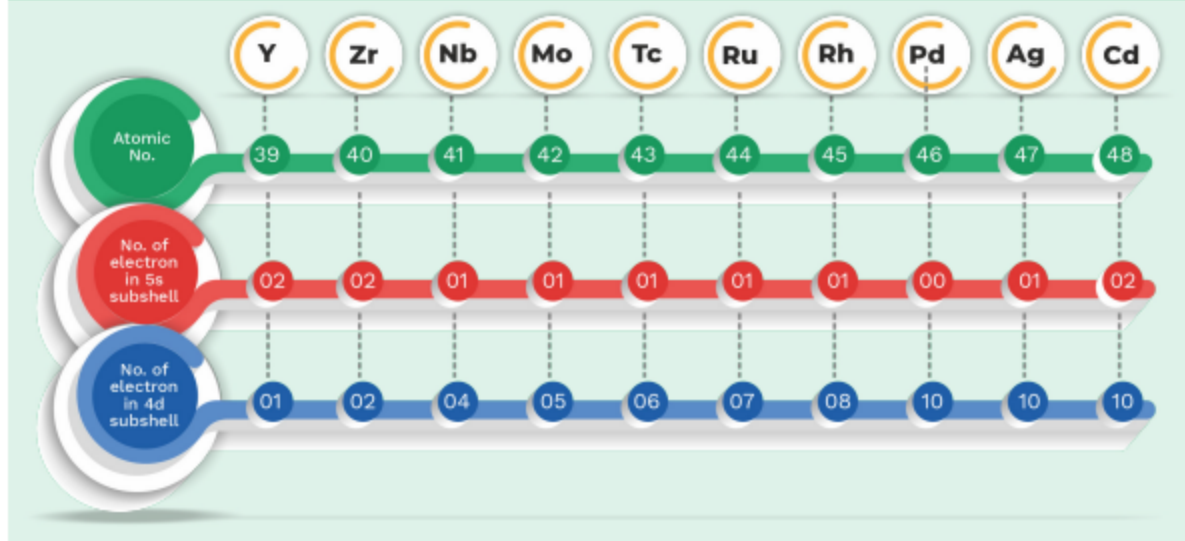 Y Zr Nb Mo Tc Ru Rh Pd Ag Cd
Atomic
No.
39 40 41 42 43 44 45 46 47 48
No. of
electron
in 5s
subshell
02 02 01 01 01 01 01 00 01 02
No. of
electron
in 4d
subshell
01 02 04 05 06 07 08 10 10 10